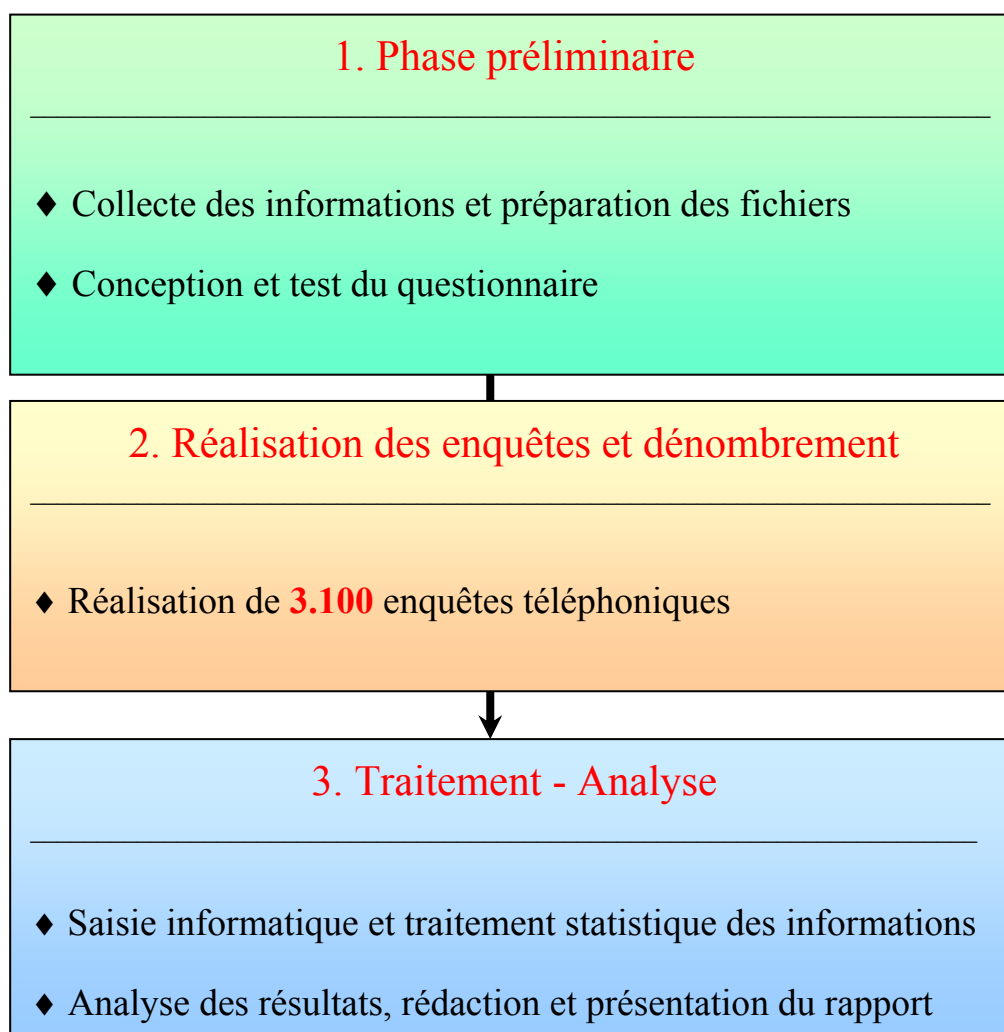 1. Phase préliminaire
♦ Collecte des informations et préparation des fichiers
♦ Conception et test du questionnaire
2. Réalisation des enquêtes et dénombrement
♦ Réalisation de 3.100 enquêtes téléphoniques
3. Traitement - Analyse
♦ Saisie informatique et traitement statistique des informations
♦ Analyse des résultats, rédaction et présentation du rapport